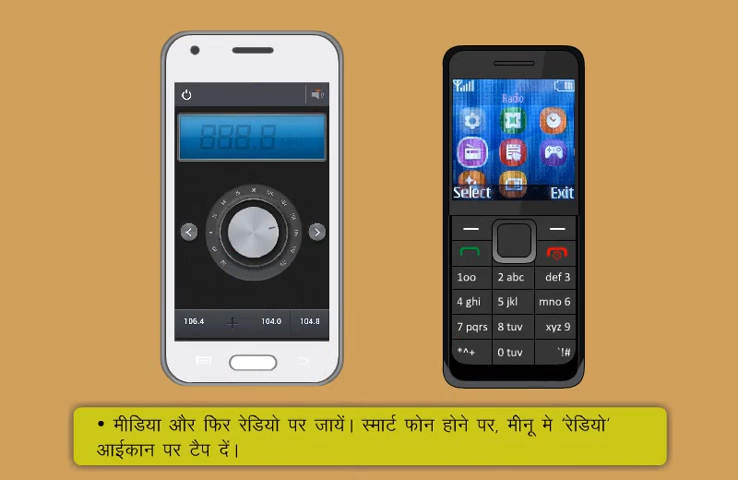 Radio
888.8
Select Exit
106.4 + 104.0 104.8
1oo 2 abc def 3
4 ghi 5 jkl mno 6
7 pqrs 8 tuv xyz 9
*^+ 0 tuv `!#
• मीडिया और फिर रेडियो पर जायें। स्मार्ट फोन होने पर, मीनू मे 'रेडियो'
आईकान पर टैप दें।